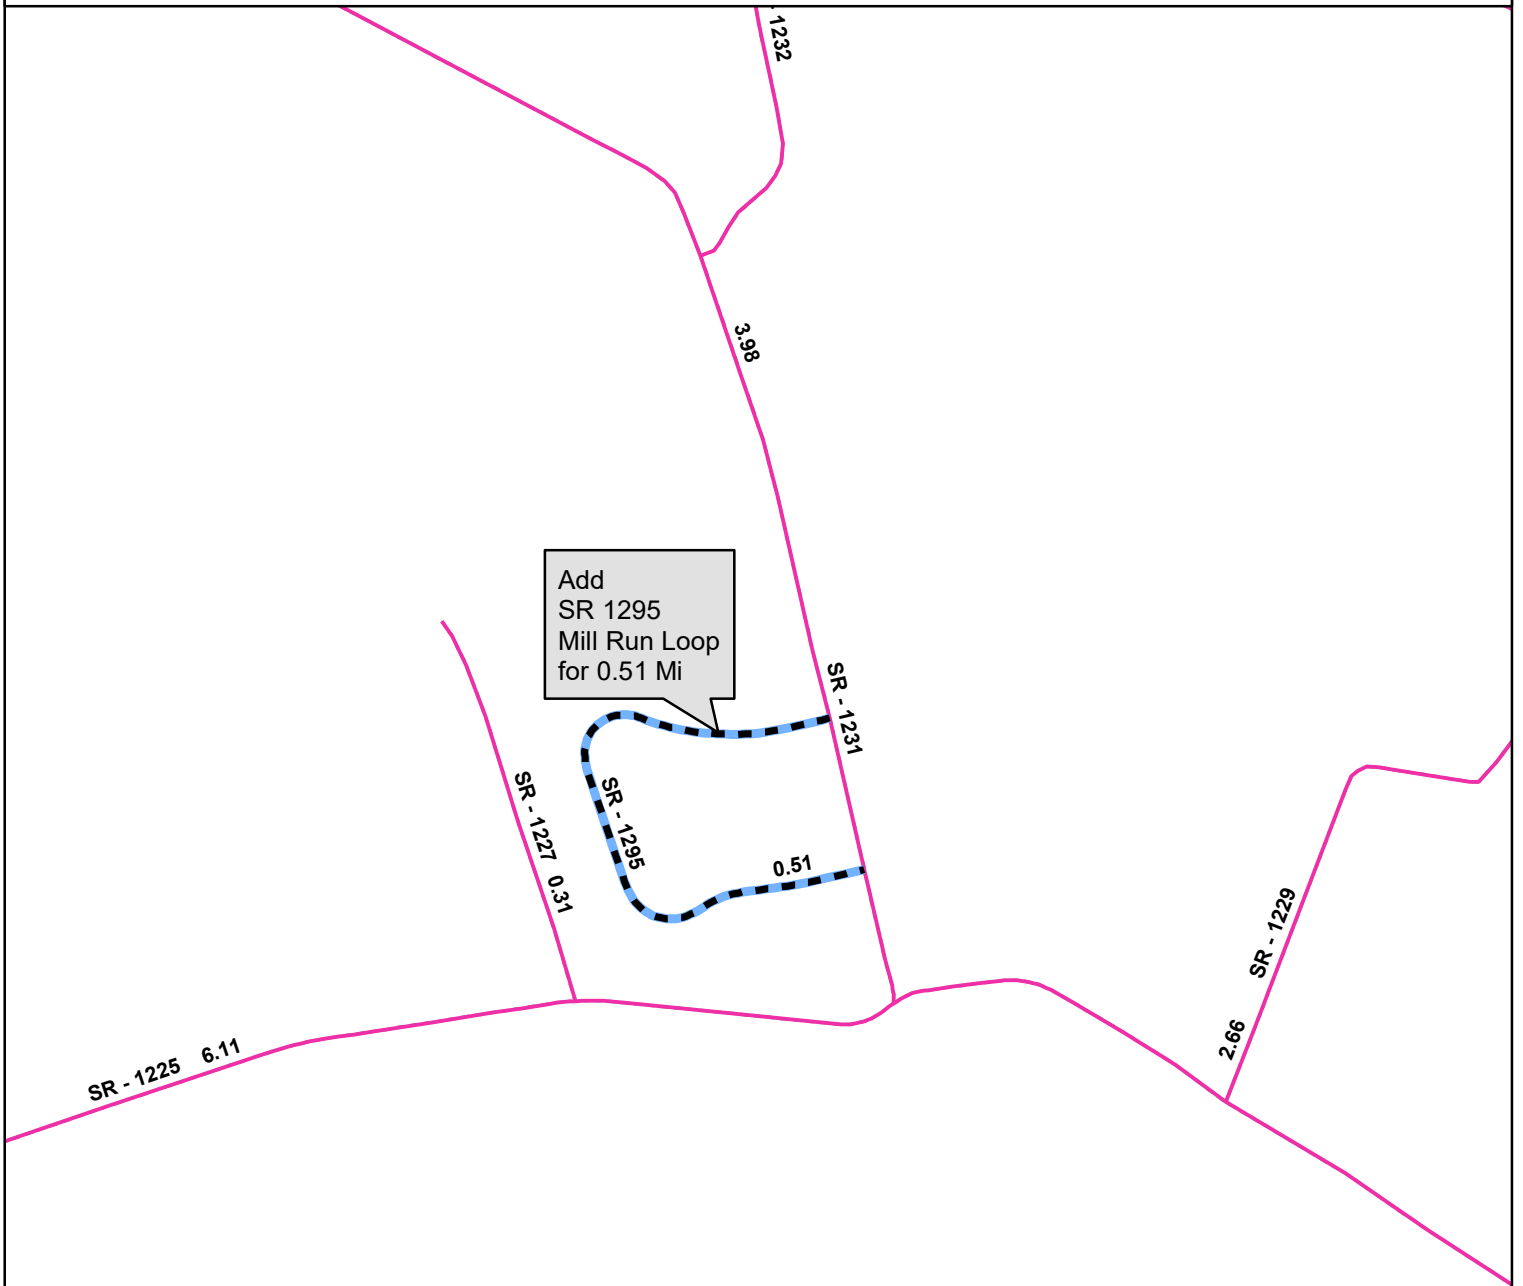 1232
3.98
Add
SR 1295
Mill Run Loop
for 0.51 Mi
SR - 1231
SR - 1227 0.31
SR - 1295
0.51
SR - 1229
2.66
SR - 1225 6.11